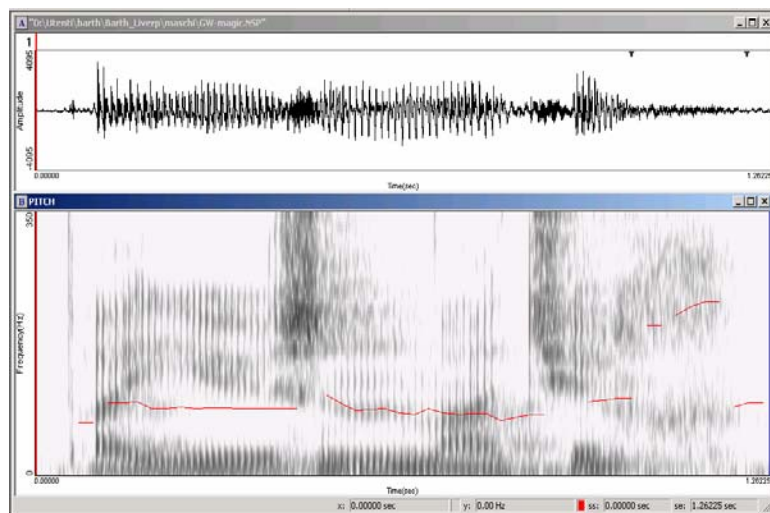 A "D:\Utenti\barth\Barth_Liverp\maschi\GW-magic.NSP"
1
4095
Amplitude
-4095
0.00000
1.26225
Time(sec)
B PITCH
Frequency(Hz)
0
0.00000
1.26225
Time(sec)
x: 0.00000 sec y: 0.00 Hz ss: 0.00000 sec se: 1.26225 sec